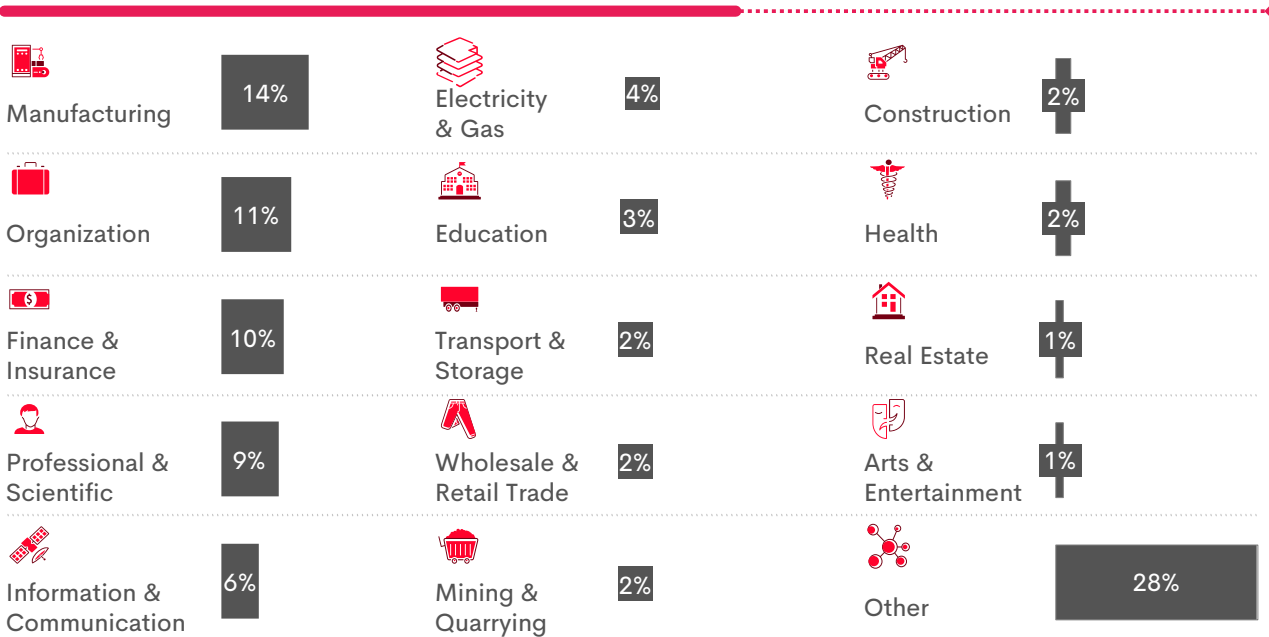 Manufacturing
14%
Electricity
& Gas
4%
Construction
2%
Organization
11%
Education
3%
Health
2%
Finance &
Insurance
10%
Transport &
Storage
2%
Real Estate
1%
Professional &
Scientific
9%
Wholesale &
Retail Trade
2%
Arts &
Entertainment
1%
Information &
Communication
6%
Mining &
Quarrying
2%
Other
28%